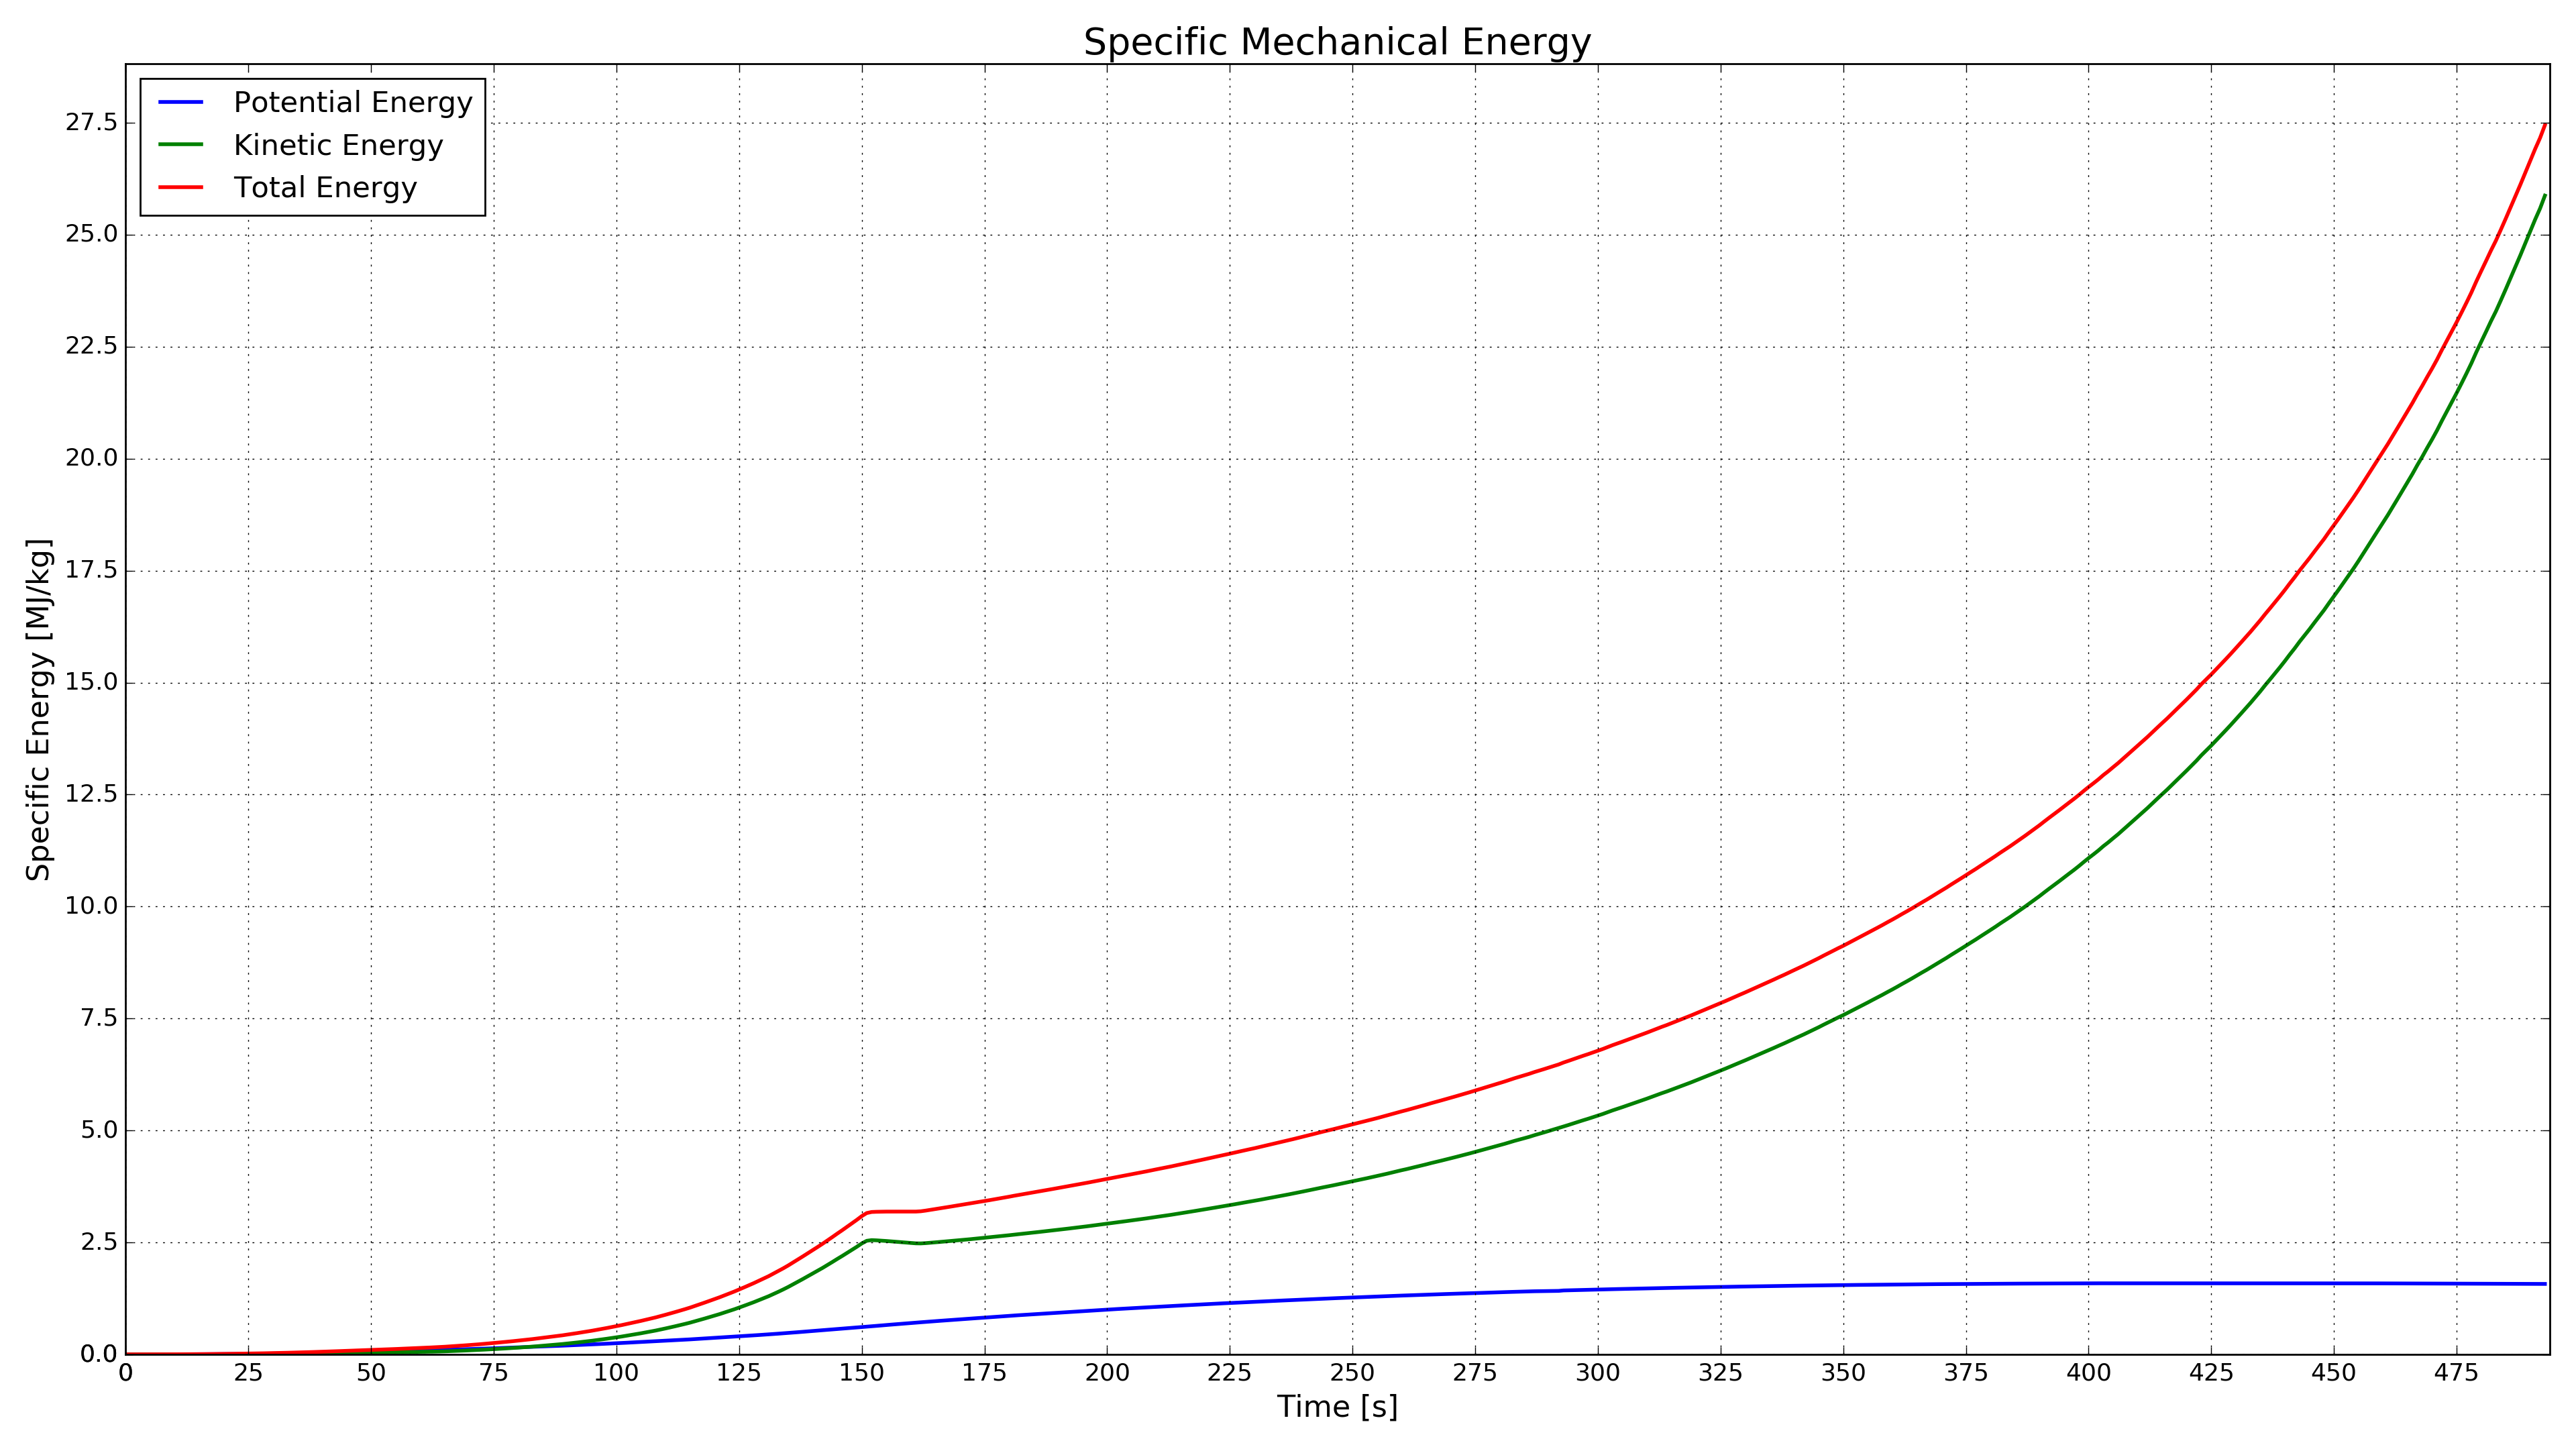 Specific Mechanical Energy
Potential Energy
Kinetic Energy
Total Energy
Specific Energy [MJ/kg]
27.5
25.0
22.5
20.0
17.5
15.0
12.5
10.0
7.5
5.0
2.5
0.0
0 25 50 75 100 125 150 175 200 225 250 275 300 325 350 375 400 425 450 475
Time [s]